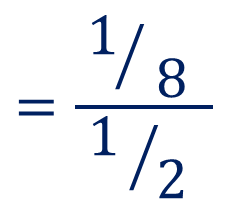 = (1/8)/(1/2)